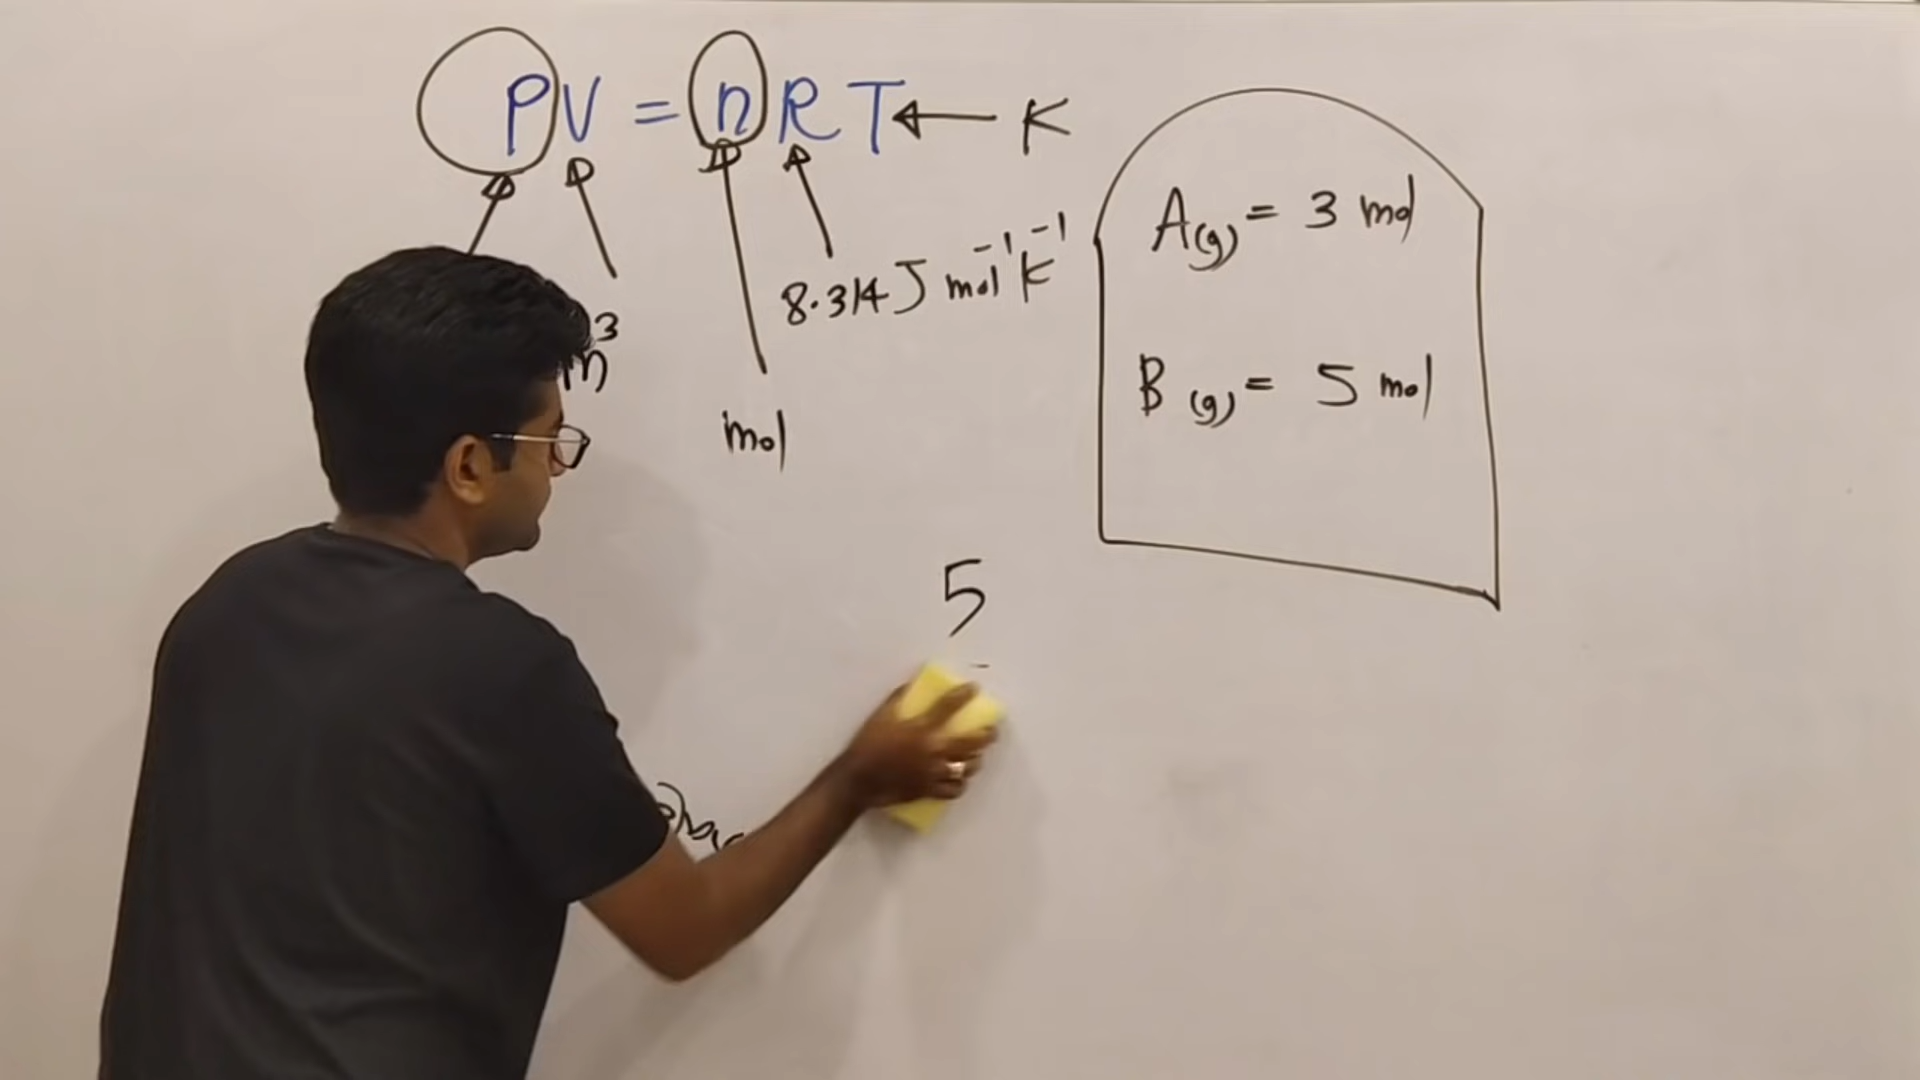 PV = nRT ← K
8.314 J mol⁻¹ K⁻¹
m³
mol
A(g) = 3 mol
B(g) = 5 mol
5